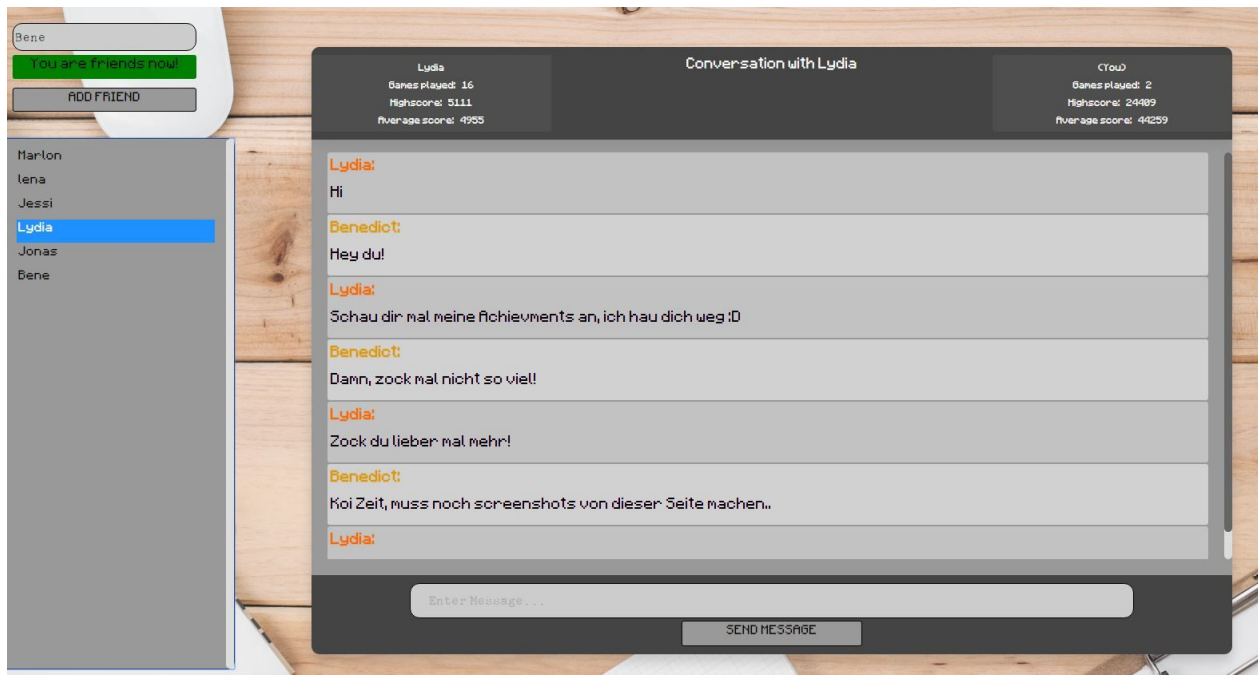 Bene
You are friends now!
ADD FRIEND
Marlon
lena
Jessi
Lydia
Jonas
Bene
Lydia
Games played: 16
Highscore: 5111
Average score: 4955
Conversation with Lydia
(You)
Games played: 2
Highscore: 24409
Average score: 44259
Lydia:
Hi
Benedict:
Hey du!
Lydia:
Schau dir mal meine Achievments an, ich hau dich weg :D
Benedict:
Damn, zock mal nicht so viel!
Lydia:
Zock du lieber mal mehr!
Benedict:
Koi Zeit, muss noch screenshots von dieser Seite machen..
Lydia:
Enter Message...
SEND MESSAGE